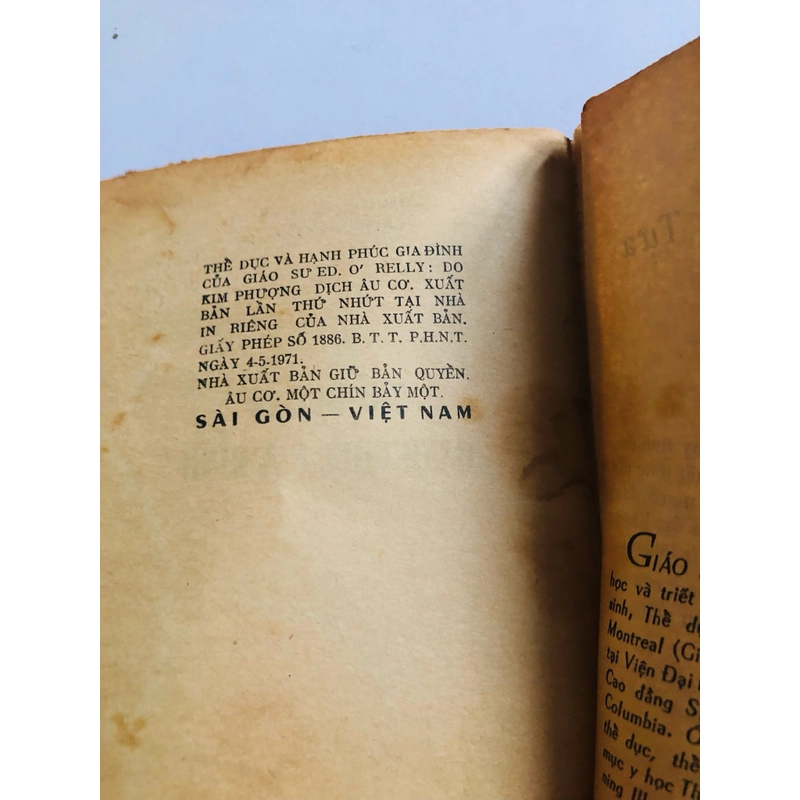 THỂ DỤC VÀ HẠNH PHÚC GIA ĐÌNH
CỦA GIÁO SƯ ED. O' RELLY: DO
KIM PHƯỢNG DỊCH ÂU CƠ. XUẤT
BẢN LẦN THỨ NHỨT TẠI NHÀ
IN RIÊNG CỦA NHÀ XUẤT BẢN.
GIẤY PHÉP SỐ 1886. B. T. T. P.H.N.T.
NGÀY 4-5-1971.
NHÀ XUẤT BẢN GIỮ BẢN QUYỀN.
ÂU CƠ. MỘT CHÍN BẢY MỘT.
SÀI GÒN — VIỆT NAM
Tựa
GIÁO
học và triết
sinh, Thể
Montreal
tại Viện Đại
Cao đẳng
Columbia.
thể dục, thể
mục y học
ning